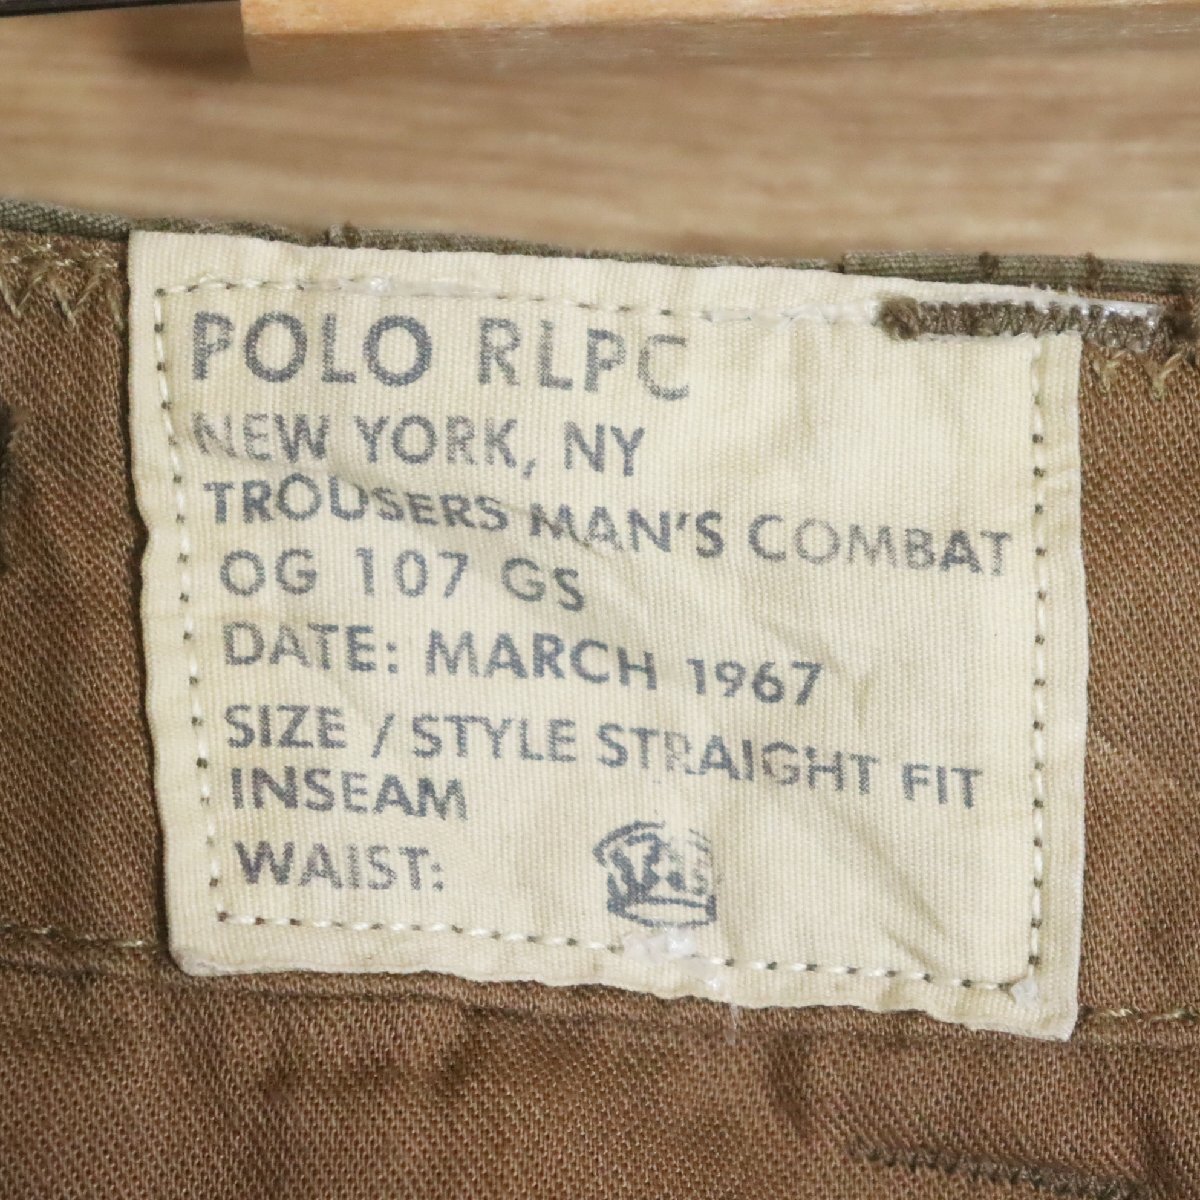 POLO RLPC
NEW YORK, NY
TROUSERS MAN'S COMBAT
OG 107 GS
DATE: MARCH 1967
SIZE / STYLE STRAIGHT FIT
INSEAM
WAIST: